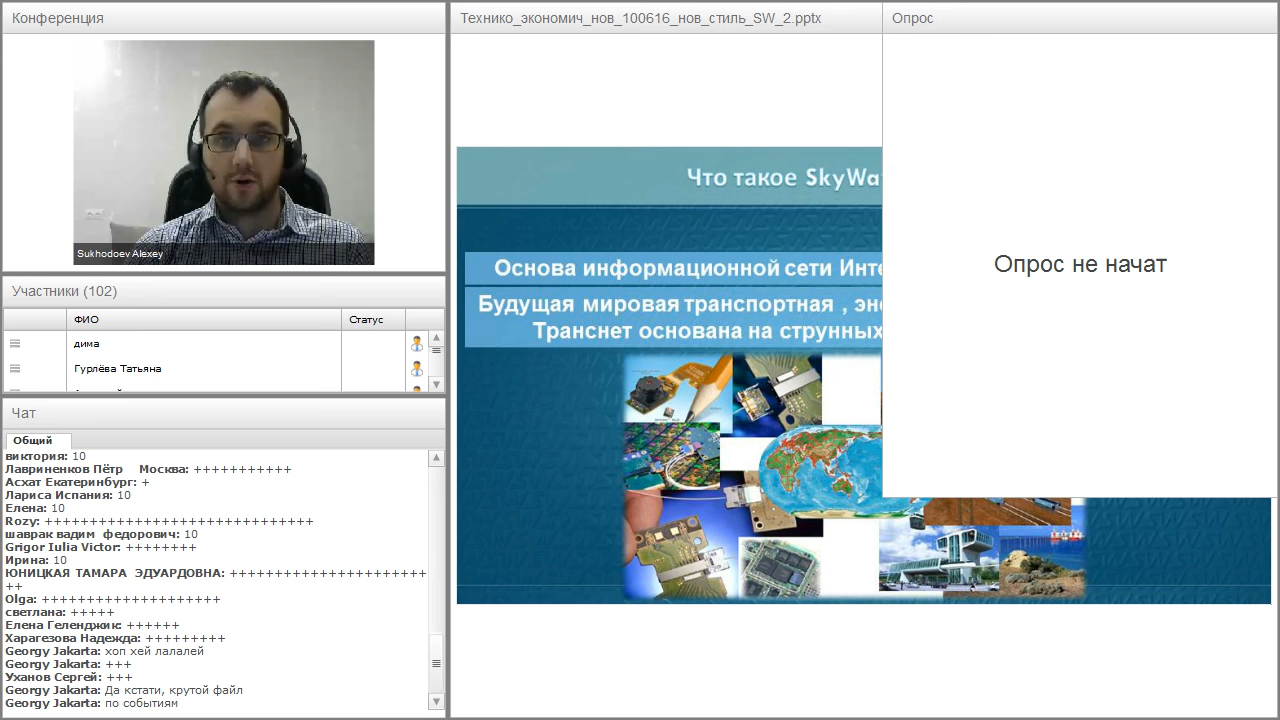 Конференция
Sukhodoev Alexey
Участники (102)
ФИО
Статус
дима
Гурлёва Татьяна
Чат
Общий
виктория: 10
Лавриненков Пётр Москва: +++++++++++
Асхат Екатеринбург: +
Лариса Испания: 10
Елена: 10
Rozy: ++++++++++++++++++++++++++++++
шаврак вадим федорович: 10
Grigor Iulia Victor: ++++++++
Ирина: 10
ЮНИЦКАЯ ТАМАРА ЭДУАРДОВНА: ++++++++++++++++++++++
++
Olga: ++++++++++++++++++++
светлана: +++++
Елена Геленджик: ++++++
Харагезова Надежда: +++++++++
Georgy Jakarta: хоп хей лалалей
Georgy Jakarta: +++
Уханов Сергей: +++
Georgy Jakarta: Да кстати, крутой файл
Georgy Jakarta: по событиям
Технико_экономич_нов_100616_нов_стиль_SW_2.pptx
Что такое SkyWa
Основа информационной сети Инте
Будущая мировая транспортная , эне
Транснет основана на струнных
Опрос
Опрос не начат